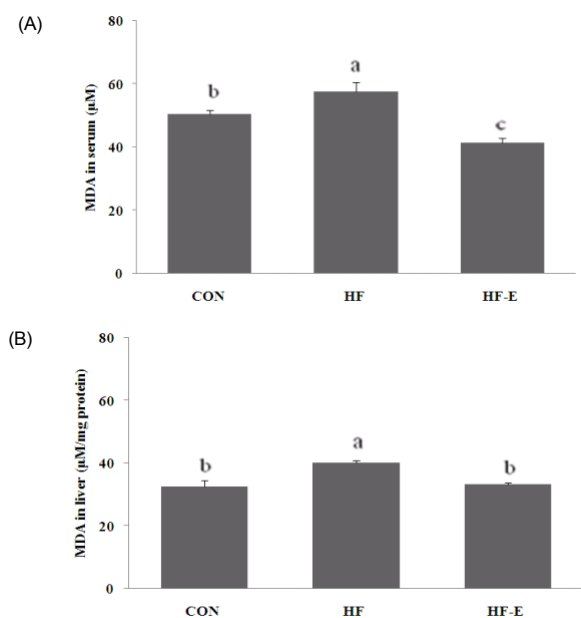 (A)
MDA in serum (µM)
80
60
40
20
0
b
a
c
CON HF HF-E
(B)
MDA in liver (µM/mg protein)
80
60
40
20
0
b
a
b
CON HF HF-E